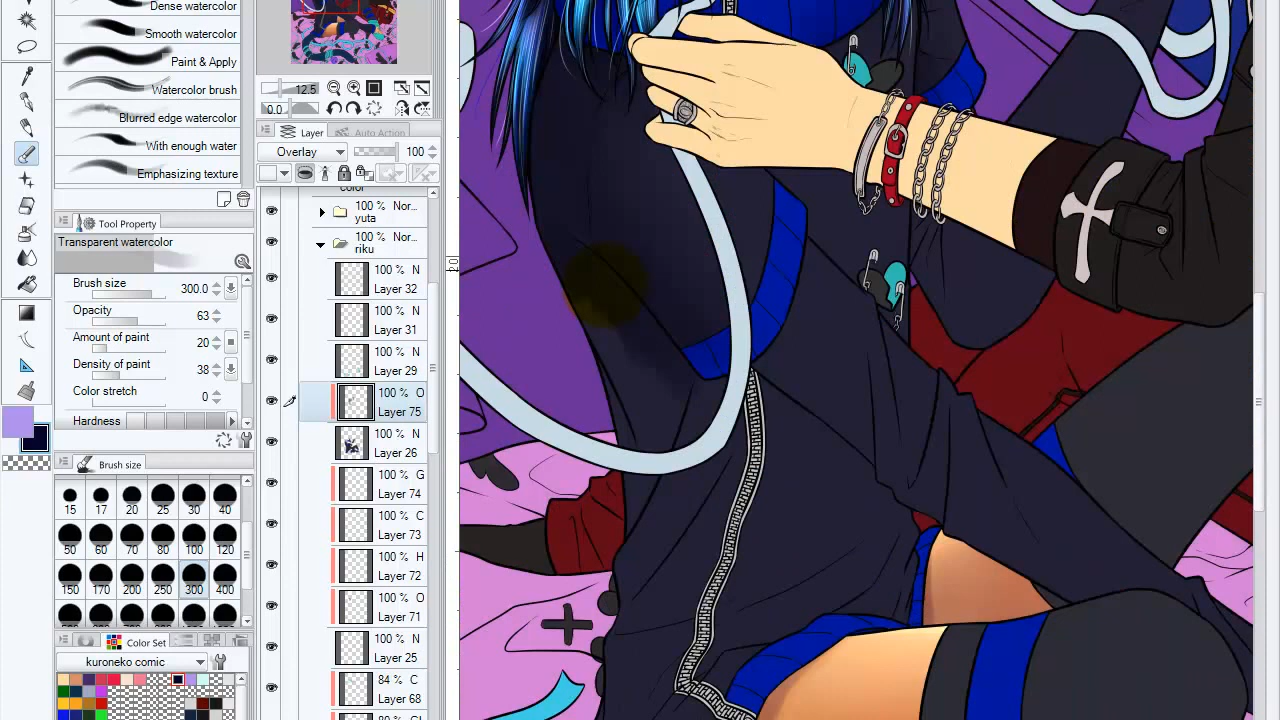 Dense watercolor
Smooth watercolor
Paint & Apply
Watercolor brush
Blurred edge watercolor
With enough water
Emphasizing texture
Tool Property
Transparent watercolor
Brush size 300.0
Opacity 63
Amount of paint 20
Density of paint 38
Color stretch 0
Hardness
Brush size
15 17 20 25 30 40
50 60 70 80 100 120
150 170 200 250 300 400
Color Set
kuroneko comic
12.5
0.0
Layer Auto Action
Overlay 100
color
100 % Nor...
yuta
100 % Nor...
riku
100 % N
Layer 32
100 % N
Layer 31
100 % N
Layer 29
100 % O
Layer 75
100 % N
Layer 26
100 % G
Layer 74
100 % C
Layer 73
100 % H
Layer 72
100 % O
Layer 71
100 % N
Layer 25
84 % C
Layer 68
20